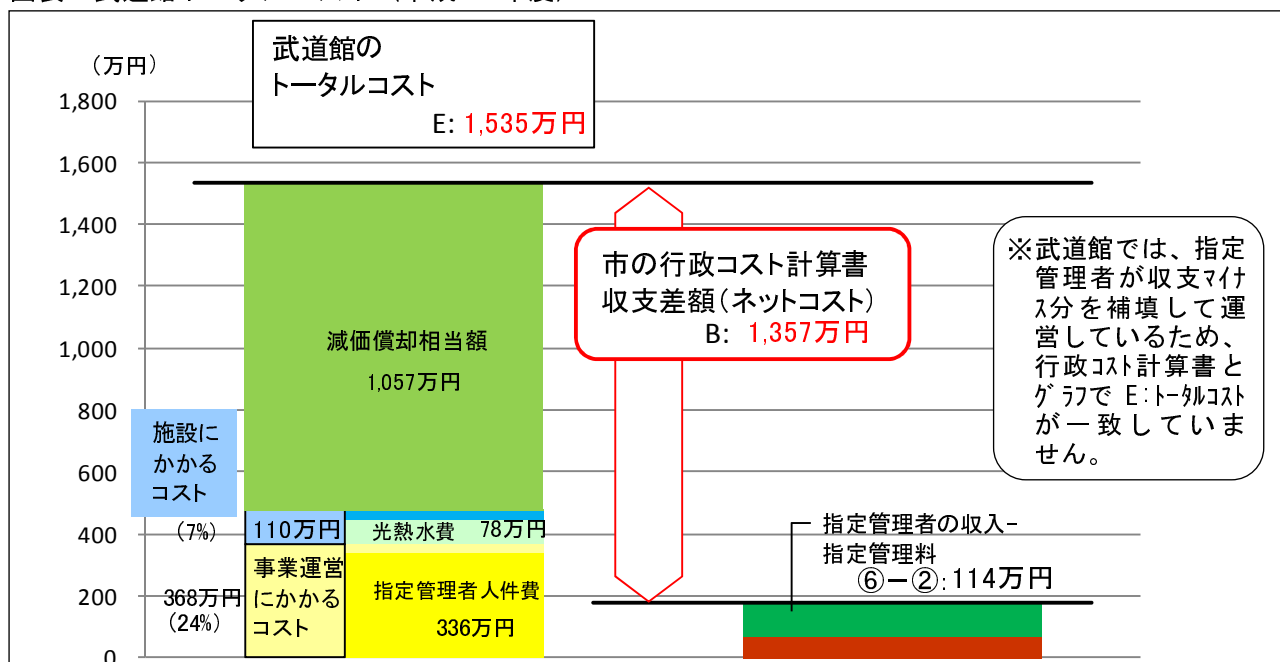 武道館の
トータルコスト
E: 1,535万円
（万円）
1,800
1,600
1,400
1,200
1,000
800
600
400
200
0
市の行政コスト計算書
収支差額（ネットコスト）
B: 1,357万円
※武道館では、指定
管理者が収支ﾏｲﾅ
ｽ分を補填して運
営しているため、
行政ｺｽﾄ計算書と
ｸﾞﾗﾌで E:ﾄｰﾀﾙｺｽﾄ
が一致していま
せん。
減価償却相当額
1,057万円
施設に
かかる
コスト
(7%)
110万円
光熱水費 78万円
事業運営
にかかる
コスト
368万円
(24%)
指定管理者人件費
336万円
指定管理者の収入－
指定管理料
⑥－②: 114万円